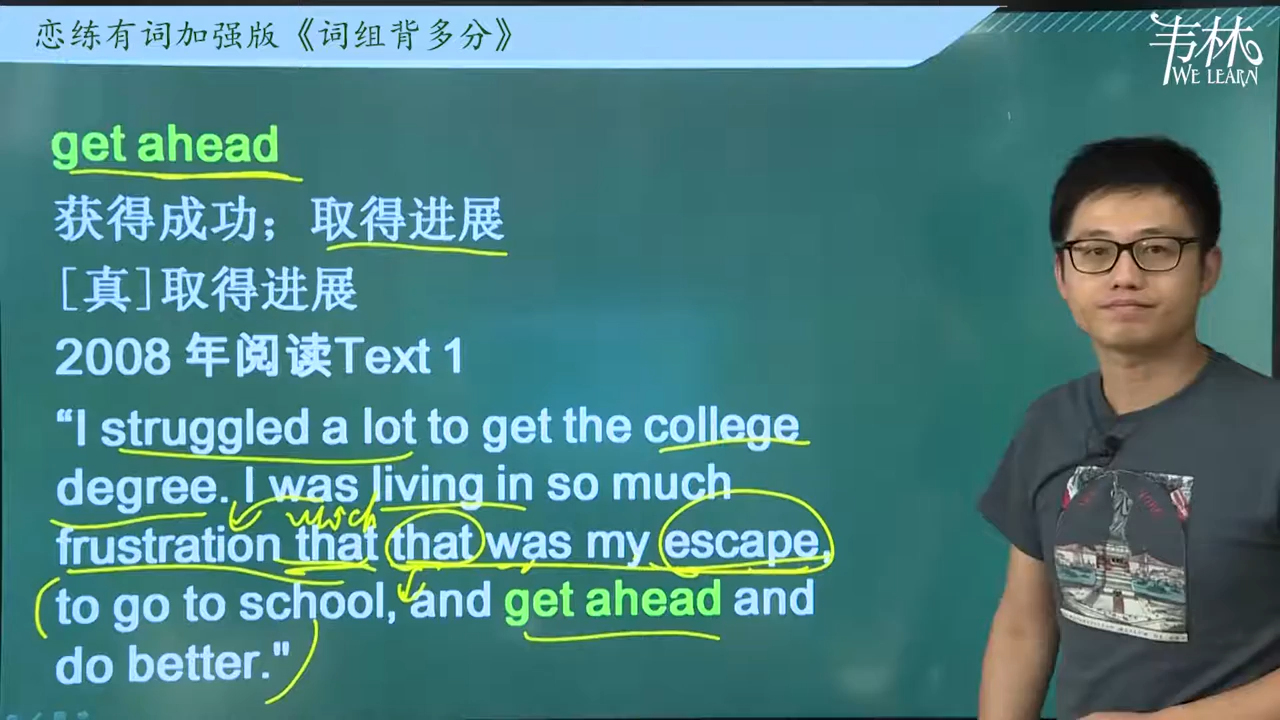 恋练有词加强版《词组背多分》
韦林
WE LEARN
get ahead
获得成功；取得进展
[真]取得进展
2008 年阅读Text 1
“I struggled a lot to get the college
degree. I was living in so much
which
frustration that that was my escape,
to go to school, and get ahead and
do better."